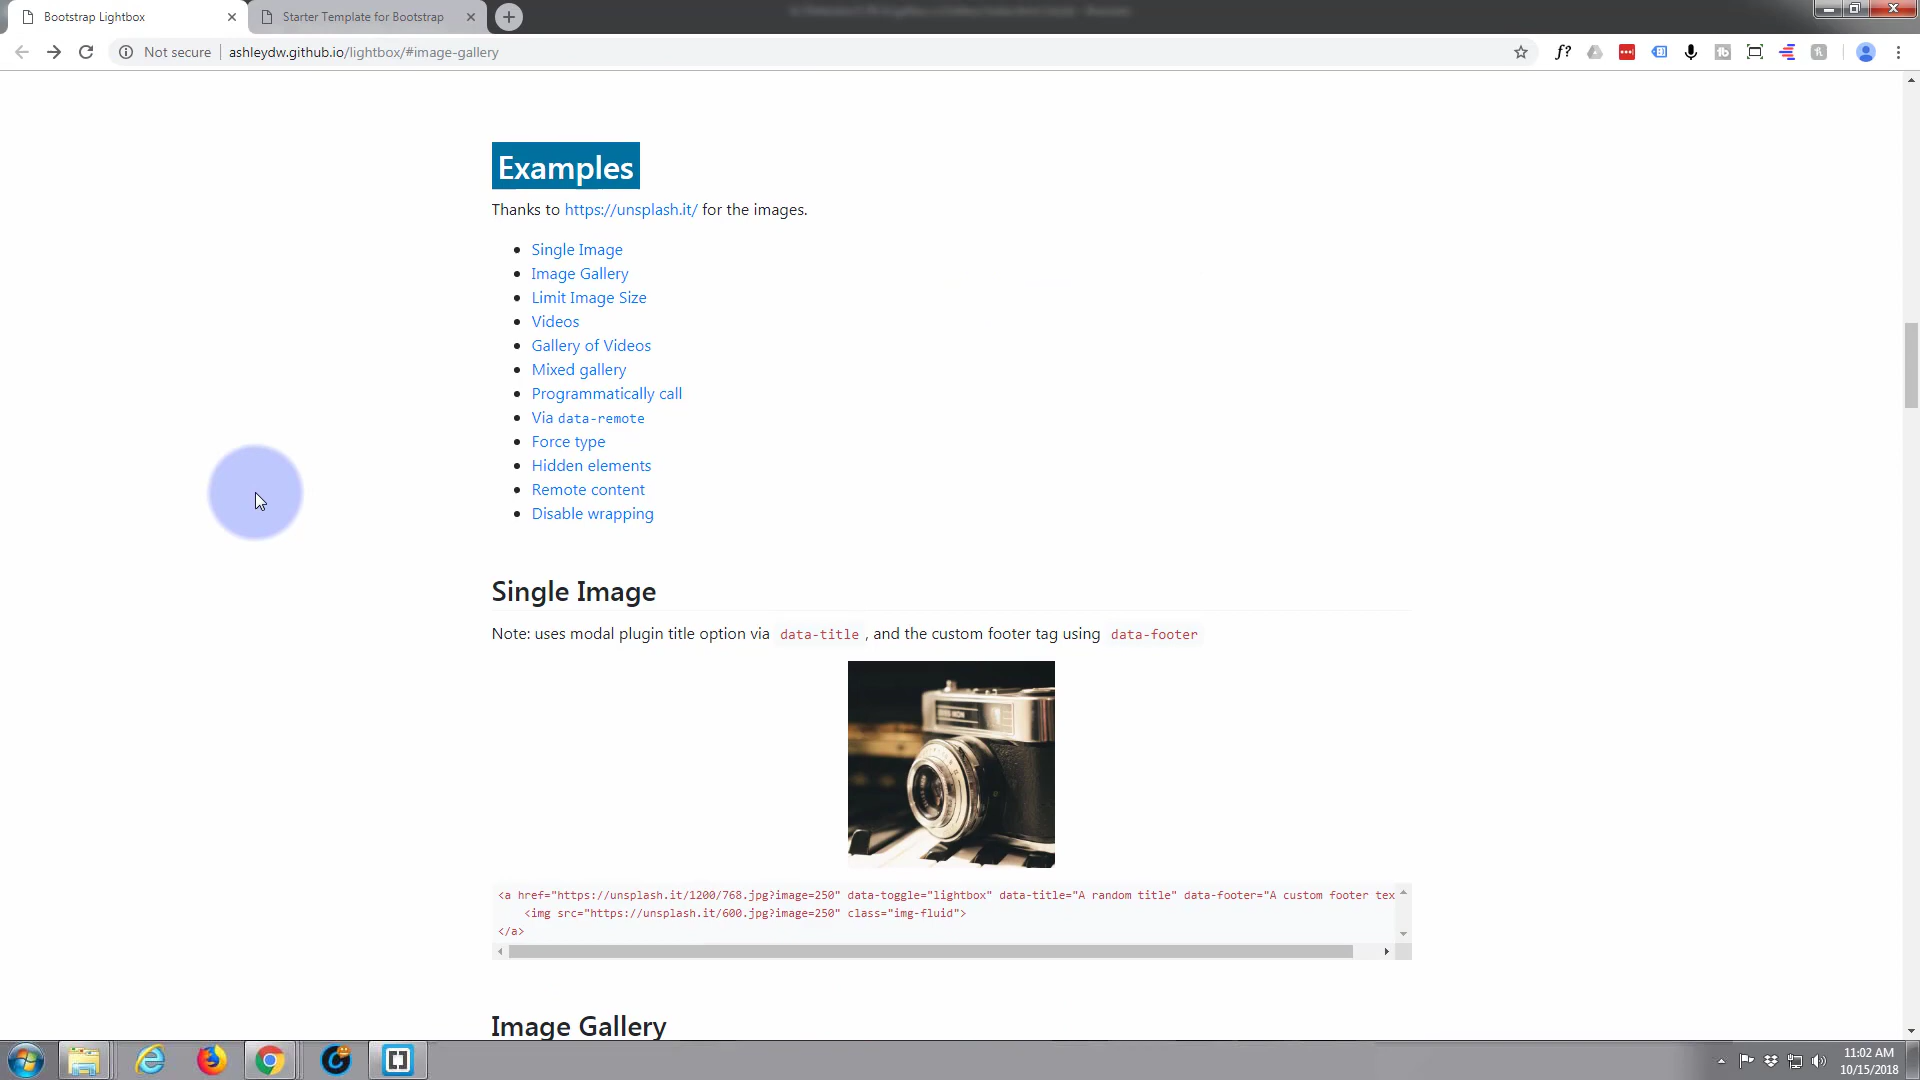 Bootstrap Lightbox
Starter Template for Bootstrap
Not secure | ashleydw.github.io/lightbox/#image-gallery
Examples
Thanks to https://unsplash.it/ for the images.
Single Image
Image Gallery
Limit Image Size
Videos
Gallery of Videos
Mixed gallery
Programmatically call
Via data-remote
Force type
Hidden elements
Remote content
Disable wrapping
Single Image
Note: uses modal plugin title option via data-title , and the custom footer tag using data-footer
<a href="https://unsplash.it/1200/768.jpg?image=250" data-toggle="lightbox" data-title="A random title" data-footer="A custom footer tex
<img src="https://unsplash.it/600.jpg?image=250" class="img-fluid">
</a>
Image Gallery
11:02 AM
10/15/2018